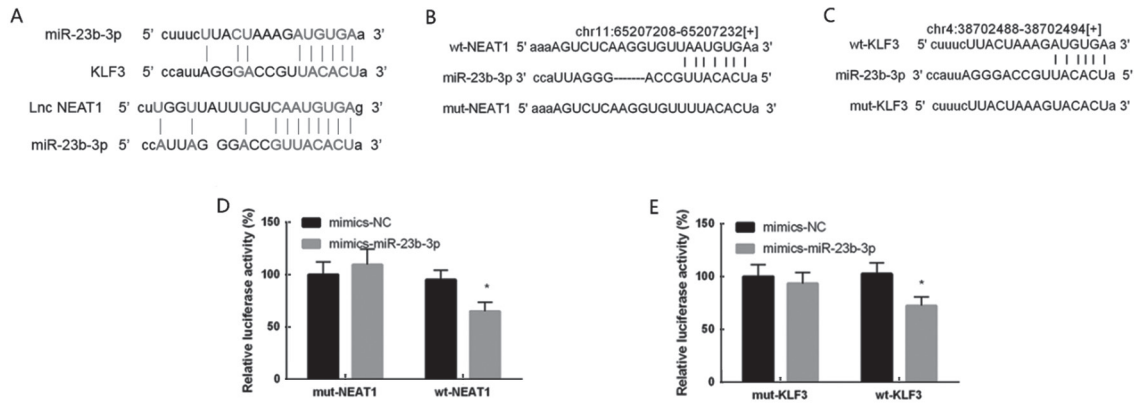 A
miR-23b-3p 5' cuuucUUACUAAAGAUGUGAa 3'
KLF3 5' ccauuAGGGACCGUUACACUa 3'
Lnc NEAT1 5' cuUGGUUAUUUGUCAAUGUGAg 3'
miR-23b-3p 5' ccAUUAG GGACCGUUACACUa 3'
B
chr11:65207208-65207232[+]
wt-NEAT1 5' aaaAGUCUCAAGGUGUUAAUGUGAa 3'
miR-23b-3p 3' ccaUUAGGG-------ACCGUUACACUa 5'
mut-NEAT1 5' aaaAGUCUCAAGGUGUUUUACACUa 3'
C
chr4:38702488-38702494[+]
wt-KLF3 5' cuuucUUACUAAAGAUGUGAa 3'
miR-23b-3p 3' ccauuAGGGACCGUUACACUa 5'
mut-KLF3 5' cuuucUUACUAAAGUACACUa 3'
D
Relative luciferase activity (%)
150
100
50
0
mimics-NC
mimics-miR-23b-3p
*
mut-NEAT1 wt-NEAT1
E
Relative luciferase activity (%)
150
100
50
0
mimics-NC
mimics-miR-23b-3p
*
mut-KLF3 wt-KLF3